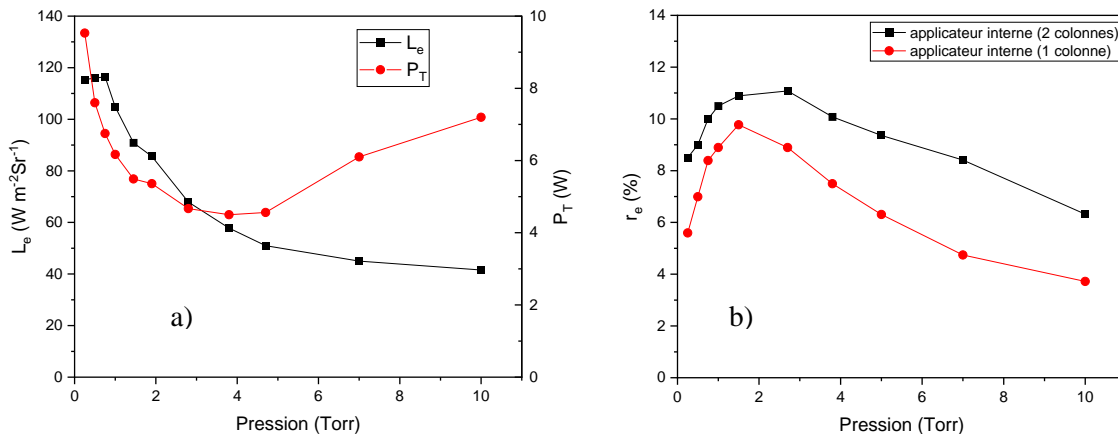 140
120
100
80
60
40
20
0
L_e (W m⁻²Sr⁻¹)
L_e
P_T
a)
10
8
6
4
2
0
P_T (W)
0 2 4 6 8 10
Pression (Torr)
14
12
10
8
6
4
2
0
r_e (%)
applicateur interne (2 colonnes)
applicateur interne (1 colonne)
b)
0 2 4 6 8 10
Pression (Torr)